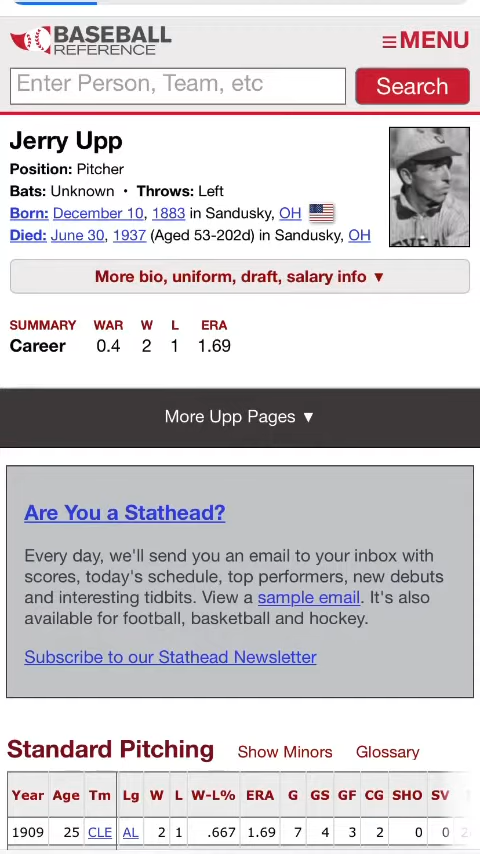 BASEBALL
REFERENCE
≡MENU
Enter Person, Team, etc
Search
Jerry Upp
Position: Pitcher
Bats: Unknown • Throws: Left
Born: December 10, 1883 in Sandusky, OH
Died: June 30, 1937 (Aged 53-202d) in Sandusky, OH
More bio, uniform, draft, salary info ▼
SUMMARY WAR W L ERA
Career 0.4 2 1 1.69
More Upp Pages ▼
Are You a Stathead?
Every day, we'll send you an email to your inbox with
scores, today's schedule, top performers, new debuts
and interesting tidbits. View a sample email. It's also
available for football, basketball and hockey.
Subscribe to our Stathead Newsletter
Standard Pitching Show Minors Glossary
Year Age Tm Lg W L W-L% ERA G GS GF CG SHO SV
1909 25 CLE AL 2 1 .667 1.69 7 4 3 2 0 0